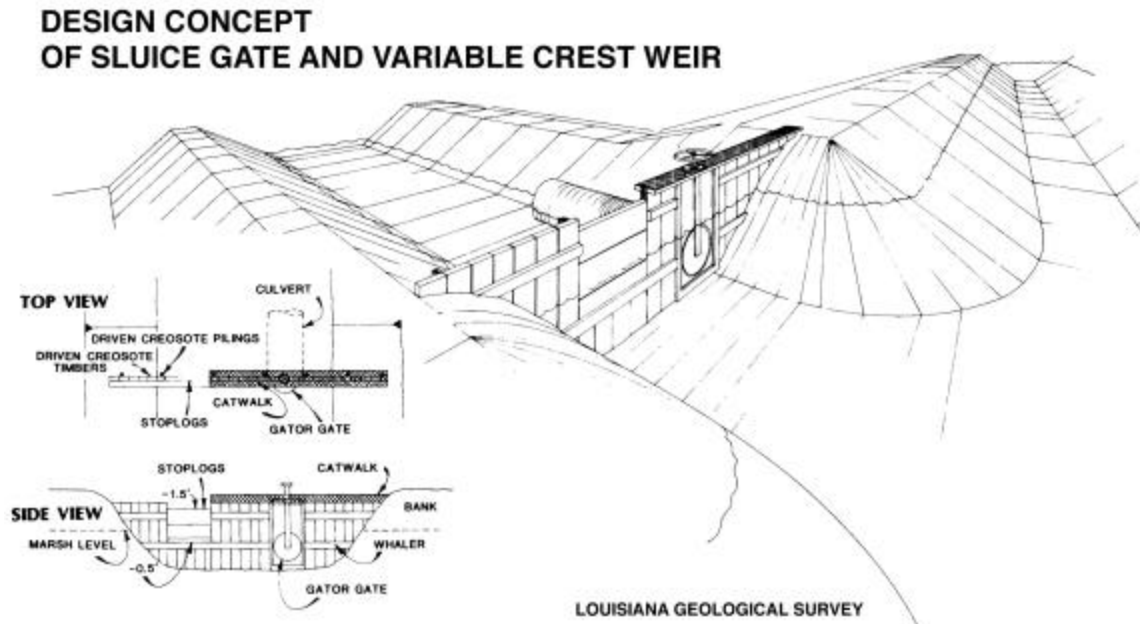 DESIGN CONCEPT
OF SLUICE GATE AND VARIABLE CREST WEIR
TOP VIEW
CULVERT
DRIVEN CREOSOTE PILINGS
DRIVEN CREOSOTE
TIMBERS
CATWALK
STOPLOGS
GATOR GATE
STOPLOGS
CATWALK
-1.5'
BANK
SIDE VIEW
MARSH LEVEL
WHALER
-0.5'
GATOR GATE
LOUISIANA GEOLOGICAL SURVEY